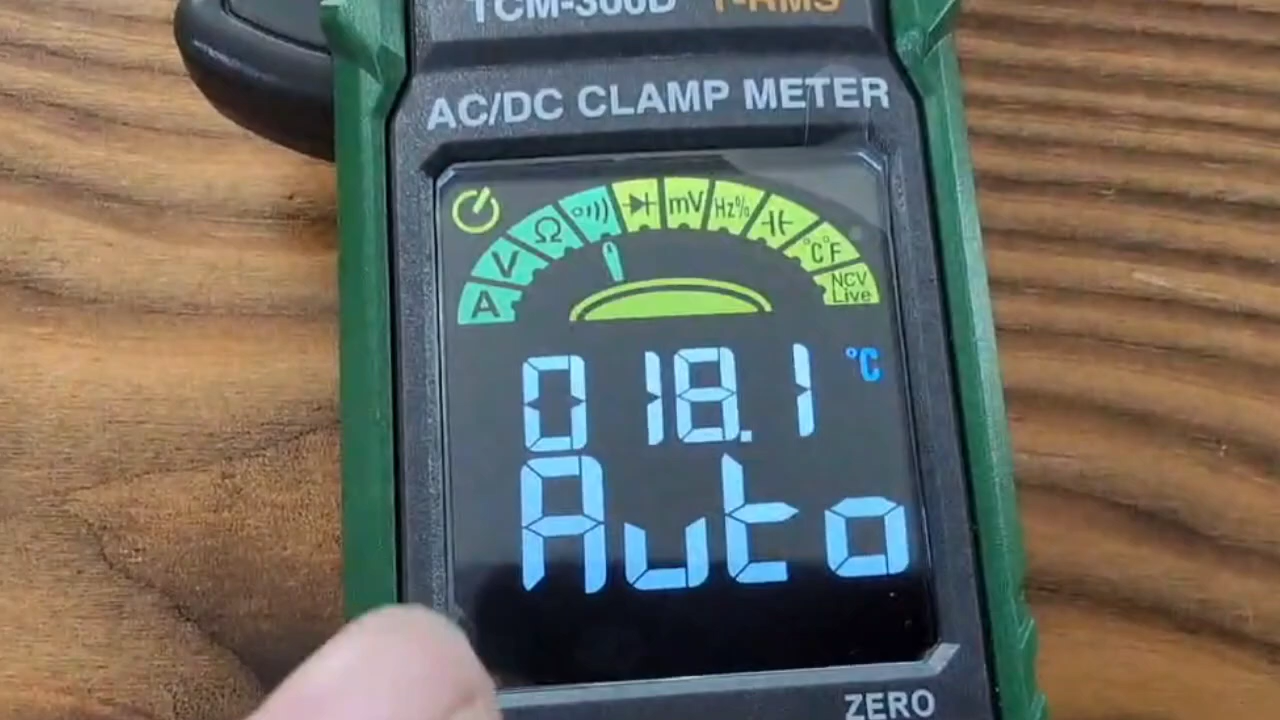 TCM-300D T-RMS
AC/DC CLAMP METER
A V Ω mV Hz% °C°F NCV Live
018.1 °C
Auto
ZERO